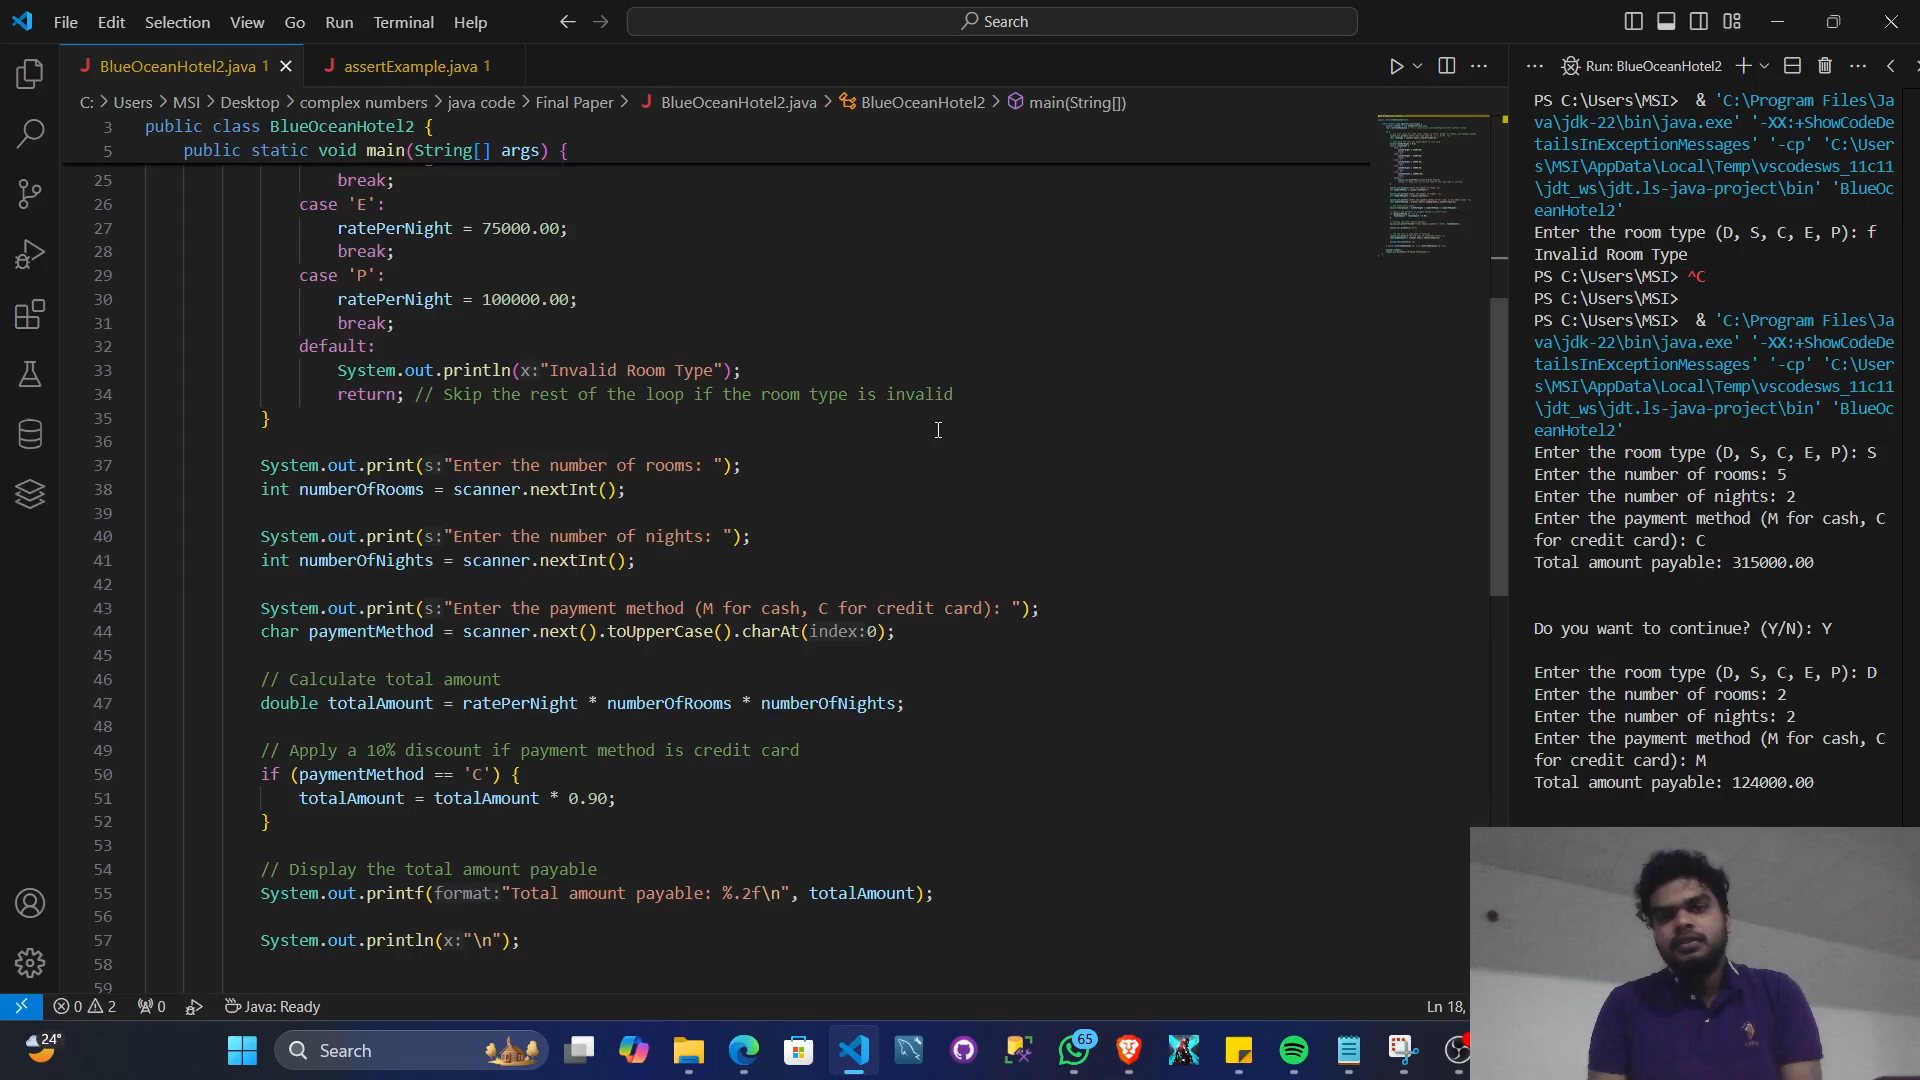 File Edit Selection View Go Run Terminal Help
Search
J BlueOceanHotel2.java 1
J assertExample.java 1
Run: BlueOceanHotel2
C: > Users > MSI > Desktop > complex numbers > java code > Final Paper > J BlueOceanHotel2.java > BlueOceanHotel2 > main(String[])
3 public class BlueOceanHotel2 {
5 public static void main(String[] args) {
25 break;
26 case 'E':
27 ratePerNight = 75000.00;
28 break;
29 case 'P':
30 ratePerNight = 100000.00;
31 break;
32 default:
33 System.out.println(x:"Invalid Room Type");
34 return; // Skip the rest of the loop if the room type is invalid
35 }
36
37 System.out.print(s:"Enter the number of rooms: ");
38 int numberOfRooms = scanner.nextInt();
39
40 System.out.print(s:"Enter the number of nights: ");
41 int numberOfNights = scanner.nextInt();
42
43 System.out.print(s:"Enter the payment method (M for cash, C for credit card): ");
44 char paymentMethod = scanner.next().toUpperCase().charAt(index:0);
45
46 // Calculate total amount
47 double totalAmount = ratePerNight * numberOfRooms * numberOfNights;
48
49 // Apply a 10% discount if payment method is credit card
50 if (paymentMethod == 'C') {
51 totalAmount = totalAmount * 0.90;
52 }
53
54 // Display the total amount payable
55 System.out.printf(format:"Total amount payable: %.2f\n", totalAmount);
56
57 System.out.println(x:"\n");
58
59
PS C:\Users\MSI>  & 'C:\Program Files\Ja
va\jdk-22\bin\java.exe' '-XX:+ShowCodeDe
tailsInExceptionMessages' '-cp' 'C:\User
s\MSI\AppData\Local\Temp\vscodesws_11c11
\jdt_ws\jdt.ls-java-project\bin' 'BlueOc
eanHotel2'
Enter the room type (D, S, C, E, P): f
Invalid Room Type
PS C:\Users\MSI> ^C
PS C:\Users\MSI>
PS C:\Users\MSI>  & 'C:\Program Files\Ja
va\jdk-22\bin\java.exe' '-XX:+ShowCodeDe
tailsInExceptionMessages' '-cp' 'C:\User
s\MSI\AppData\Local\Temp\vscodesws_11c11
\jdt_ws\jdt.ls-java-project\bin' 'BlueOc
eanHotel2'
Enter the room type (D, S, C, E, P): S
Enter the number of rooms: 5
Enter the number of nights: 2
Enter the payment method (M for cash, C
for credit card): C
Total amount payable: 315000.00
Do you want to continue? (Y/N): Y
Enter the room type (D, S, C, E, P): D
Enter the number of rooms: 2
Enter the number of nights: 2
Enter the payment method (M for cash, C
for credit card): M
Total amount payable: 124000.00
0 2 0 Java: Ready
Ln 18,
24°
Search
65